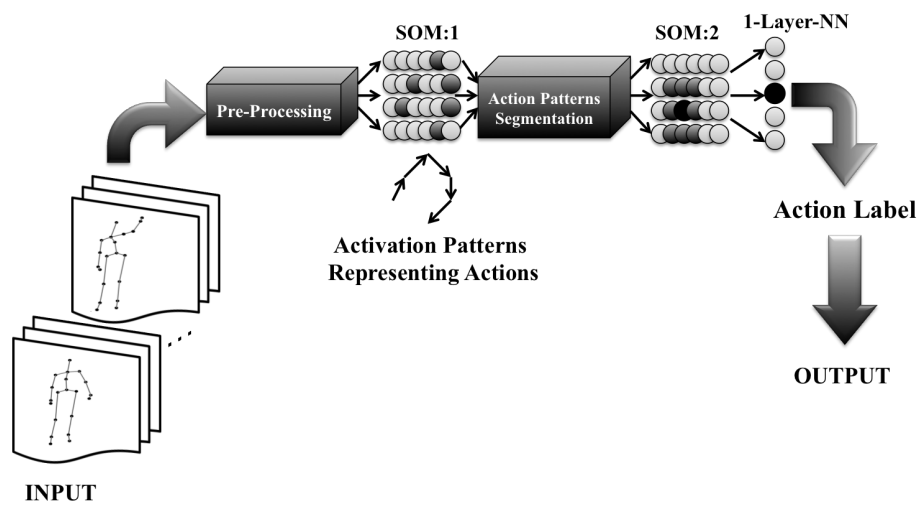 SOM:1
SOM:2
1-Layer-NN
Pre-Processing
Action Patterns
Segmentation
Action Label
Activation Patterns
Representing Actions
OUTPUT
INPUT